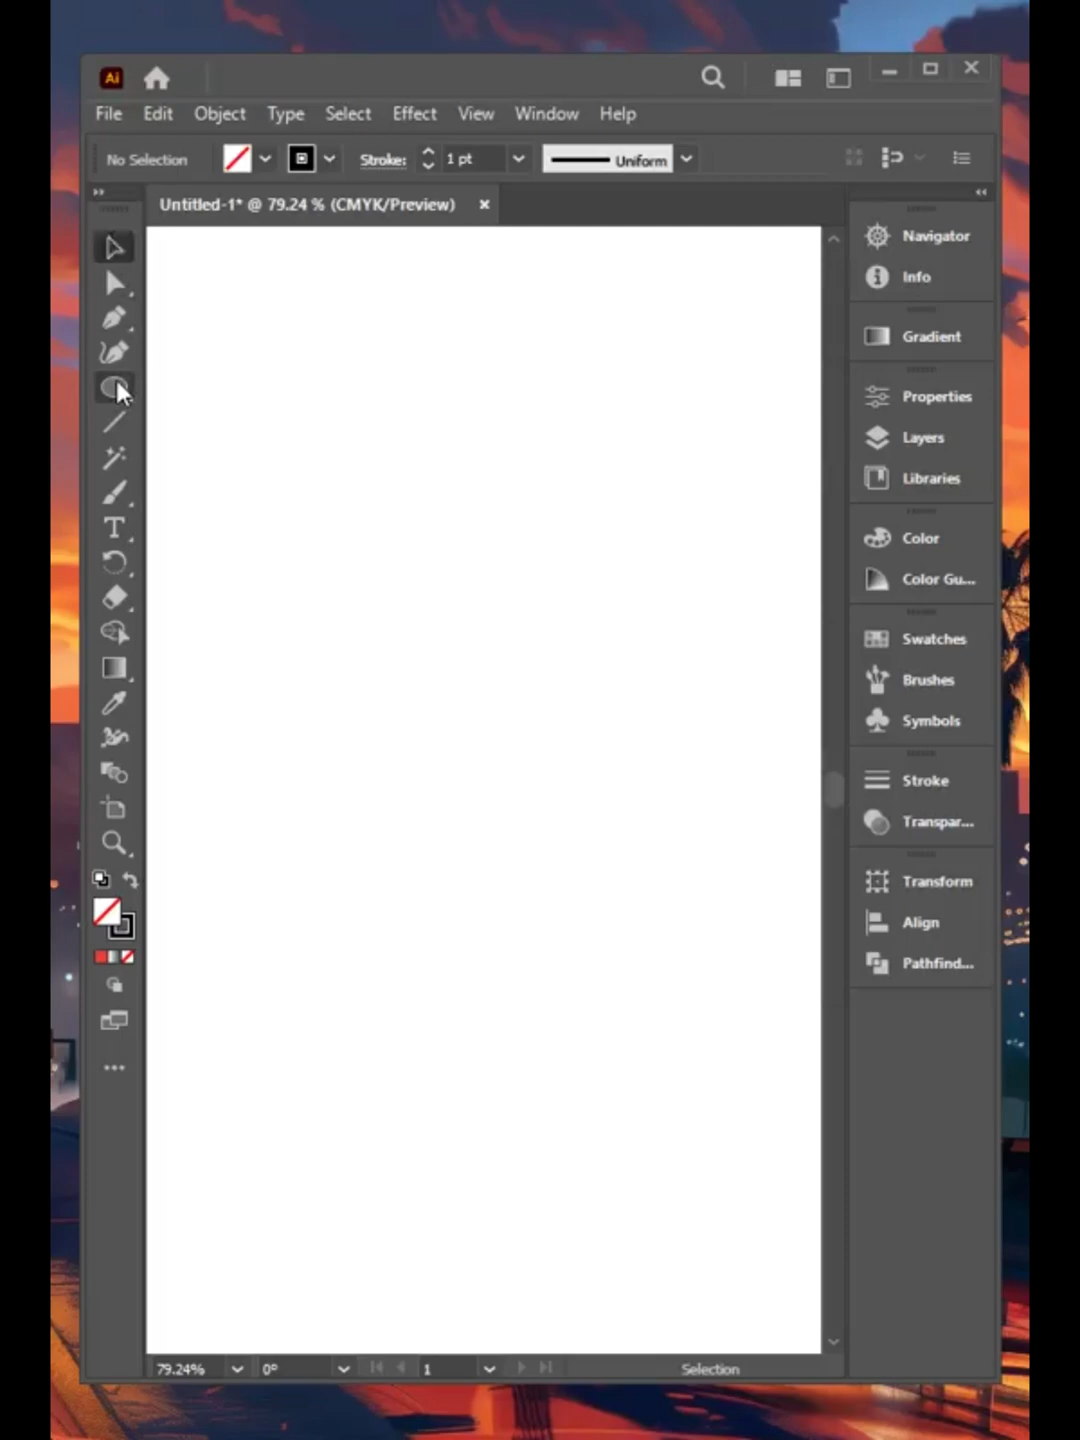 Ai
File Edit Object Type Select Effect View Window Help
No Selection Stroke: 1 pt Uniform
Untitled-1* @ 79.24 % (CMYK/Preview) ×
Navigator
Info
Gradient
Properties
Layers
Libraries
Color
Color Gu...
Swatches
Brushes
Symbols
Stroke
Transpar...
Transform
Align
Pathfind...
T
79.24% 0° 1 Selection